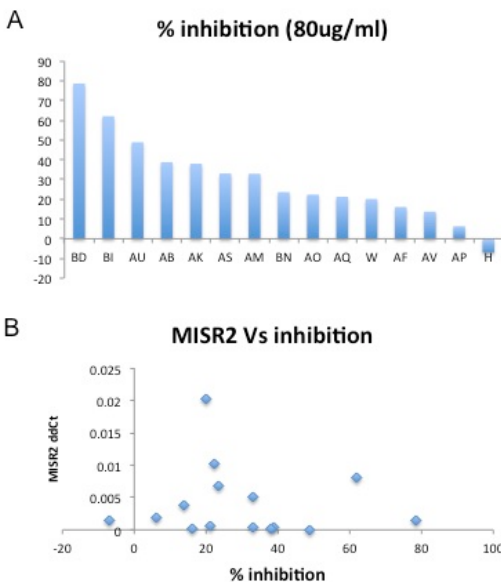 A
% inhibition (80ug/ml)
90
80
70
60
50
40
30
20
10
0
-10
-20
BD BI AU AB AK AS AM BN AO AQ W AF AV AP H
B
MISR2 Vs inhibition
MISR2 ddCt
0.025
0.02
0.015
0.01
0.005
0
-20 0 20 40 60 80 100
% inhibition